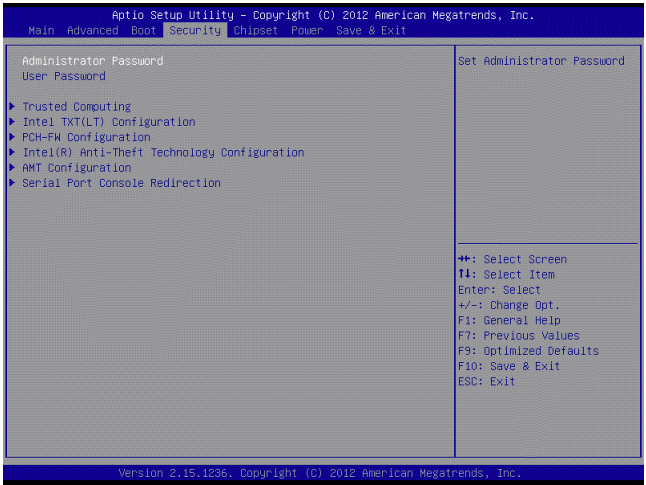 Aptio Setup Utility – Copyright (C) 2012 American Megatrends, Inc.
Main Advanced Boot Security Chipset Power Save & Exit
Administrator Password
User Password
Trusted Computing
Intel TXT(LT) Configuration
PCH-FW Configuration
Intel(R) Anti-Theft Technology Configuration
AMT Configuration
Serial Port Console Redirection
Set Administrator Password
→←: Select Screen
↑↓: Select Item
Enter: Select
+/-: Change Opt.
F1: General Help
F7: Previous Values
F9: Optimized Defaults
F10: Save & Exit
ESC: Exit
Version 2.15.1236. Copyright (C) 2012 American Megatrends, Inc.